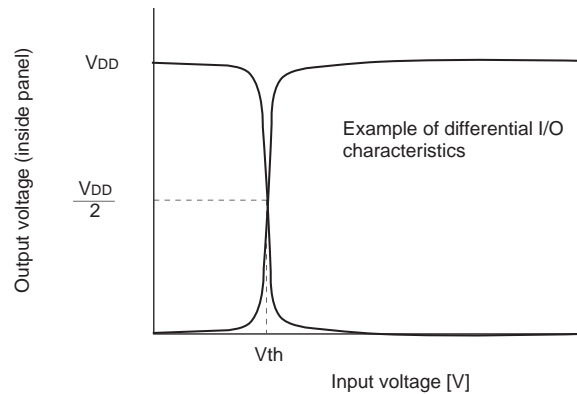 Output voltage (inside panel)
VDD
VDD
2
Example of differential I/O
characteristics
Vth
Input voltage [V]